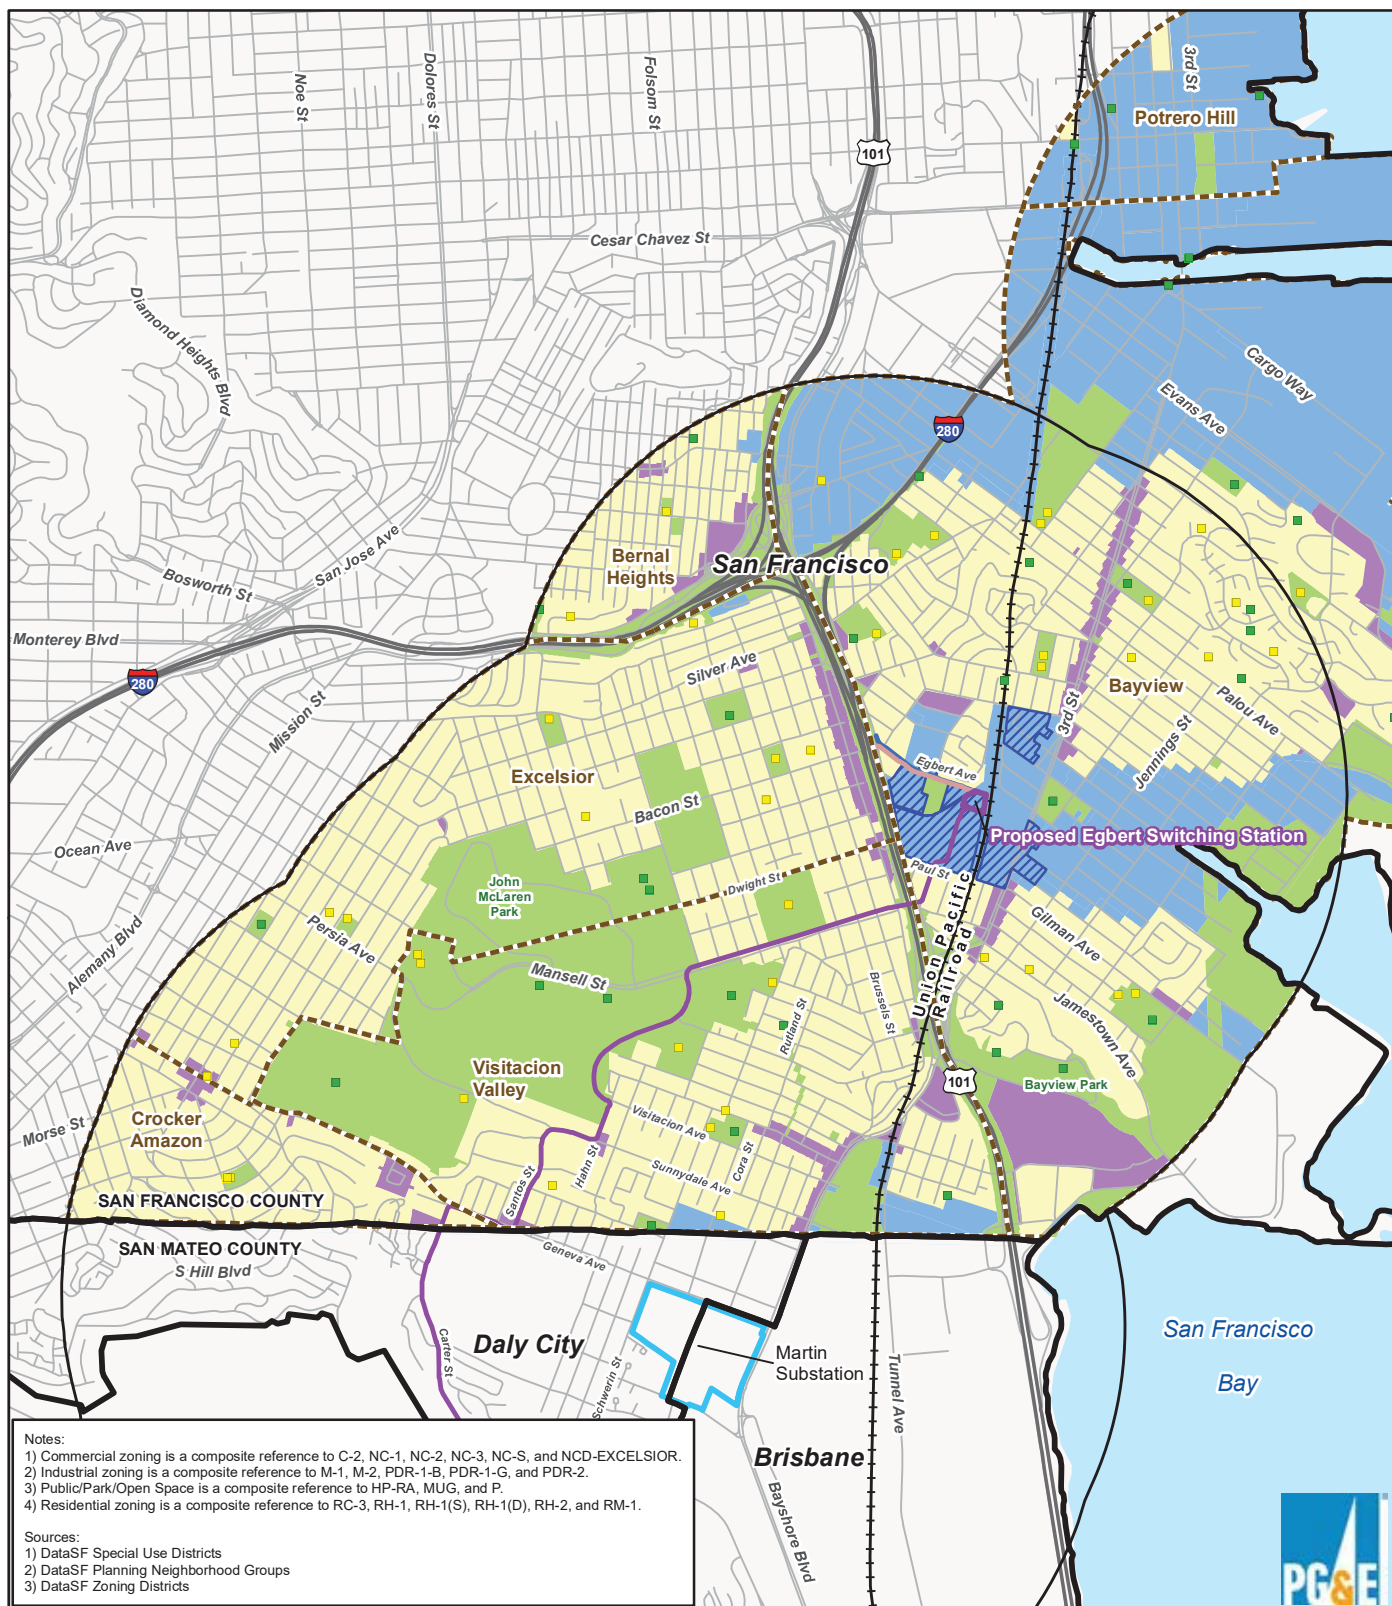 Noe St
Dolores St
Folsom St
3rd St
Potrero Hill
101
Cesar Chavez St
Diamond Heights Blvd
Cargo Way
Evans Ave
280
Bernal
Heights
San Francisco
San Jose Ave
Bosworth St
Monterey Blvd
280
Silver Ave
Bayview
Palou Ave
3rd St
Jennings St
Mission St
Egbert Ave
Excelsior
Bacon St
Proposed Egbert Switching Station
Ocean Ave
Paul St
Dwight St
John
McLaren
Park
Union Pacific
Railroad
Gilman Ave
Persia Ave
Alemany Blvd
Mansell St
Brussels St
Rutland St
Jamestown Ave
Visitacion
Valley
101
Bayview Park
Crocker
Amazon
Morse St
Visitacion Ave
Hahn St
Cora St
Sunnydale Ave
Santos St
SAN FRANCISCO COUNTY
SAN MATEO COUNTY
S Hill Blvd
Geneva Ave
Daly City
Carter St
Schwerin St
Martin
Substation
Tunnel Ave
San Francisco
Bay
Brisbane
Bayshore Blvd
Notes:
1) Commercial zoning is a composite reference to C-2, NC-1, NC-2, NC-3, NC-S, and NCD-EXCELSIOR.
2) Industrial zoning is a composite reference to M-1, M-2, PDR-1-B, PDR-1-G, and PDR-2.
3) Public/Park/Open Space is a composite reference to HP-RA, MUG, and P.
4) Residential zoning is a composite reference to RC-3, RH-1, RH-1(S), RH-1(D), RH-2, and RM-1.
Sources:
1) DataSF Special Use Districts
2) DataSF Planning Neighborhood Groups
3) DataSF Zoning Districts
PG&E